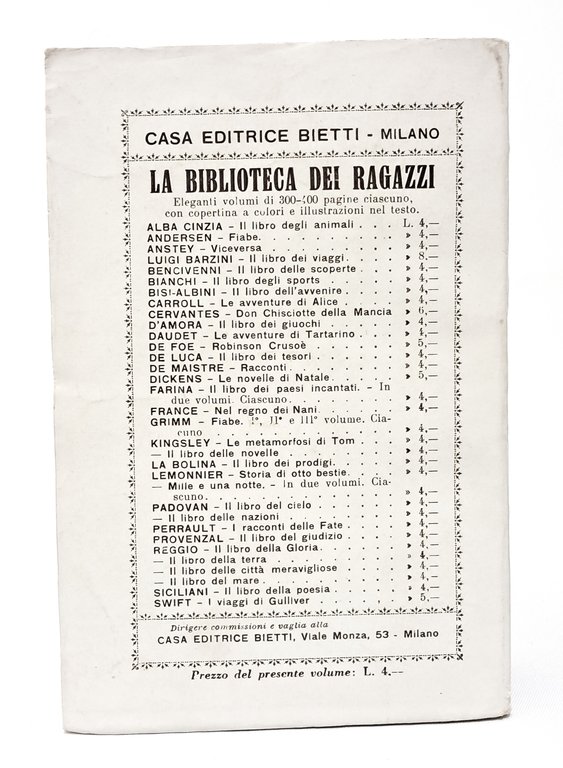 CASA EDITRICE BIETTI - MILANO
LA BIBLIOTECA DEI RAGAZZI
Eleganti volumi di 300-400 pagine ciascuno,
con copertina a colori e illustrazioni nel testo.
ALBA CINZIA - Il libro degli animali . . . L. 4,—
ANDERSEN - Fiabe. . . . . . . . . . . » 4,—
ANSTEY - Viceversa . . . . . . . . . . » 4,—
LUIGI BARZINI - Il libro dei viaggi. . . . » 8,—
BENCIVENNI - Il libro delle scoperte . . . » 4,—
BIANCHI - Il libro degli sports . . . . . » 4,—
BISI-ALBINI - Il libro dell'avvenire. . . . » 4,—
CARROLL - Le avventure di Alice . . . . » 4,—
CERVANTES - Don Chisciotte della Mancia » 6,—
D'AMORA - Il libro dei giuochi . . . . . » 4,—
DAUDET - Le avventure di Tartarino . . . . » 4,—
DE FOE - Robinson Crusoè . . . . . . . » 5,—
DE LUCA - Il libro dei tesori . . . . . . » 4,—
DE MAISTRE - Racconti. . . . . . . . . » 4,—
DICKENS - Le novelle di Natale. . . . . . » 5,—
FARINA - Il libro dei paesi incantati. - In
due volumi. Ciascuno. . . . . . . . . » 4,—
FRANCE - Nel regno dei Nani. . . . . . » 4,—
GRIMM - Fiabe. I°, II° e III° volume. Cia-
cuno . . . . . . . . . . . . . . » 4,—
KINGSLEY - Le metamorfosi di Tom . . . » 4,—
— Il libro delle novelle . . . . . . . . » 4,—
LA BOLINA - Il libro dei prodigi. . . . . » 4,—
LEMONNIER - Storia di otto bestie. . . . » 4,—
— Mille e una notte. - In due volumi. Cia-
scuno. . . . . . . . . . . . . . » 4,—
PADOVAN - Il libro del cielo . . . . . . » 4,—
— Il libro delle nazioni . . . . . . . . » 4,—
PERRAULT - I racconti delle Fate . . . . » 4,—
PROVENZAL - Il libro del giudizio . . . . » 4,—
REGGIO - Il libro della Gloria. . . . . . » 4,—
— Il libro della terra . . . . . . . . . » 4,—
— Il libro delle città meravigliose . . . . » 4,—
— Il libro del mare . . . . . . . . . . » 4,—
SICILIANI - Il libro della poesia . . . . . » 4,—
SWIFT - I viaggi di Gulliver . . . . . . » 5,—
Dirigere commissioni e vaglia alla
CASA EDITRICE BIETTI, Viale Monza, 53 - Milano
Prezzo del presente volume: L. 4.--